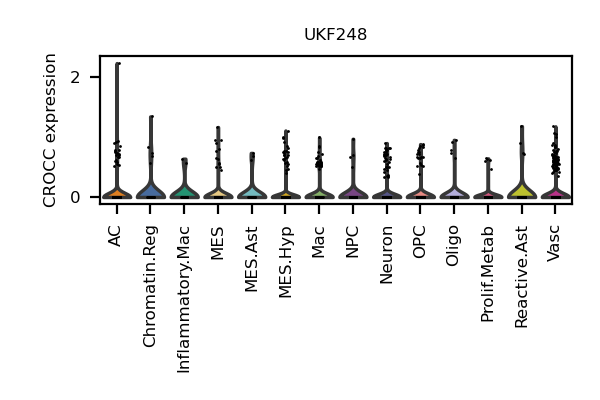 UKF248
CROCC expression
2
0
AC
Chromatin.Reg
Inflammatory.Mac
MES
MES.Ast
MES.Hyp
Mac
NPC
Neuron
OPC
Oligo
Prolif.Metab
Reactive.Ast
Vasc